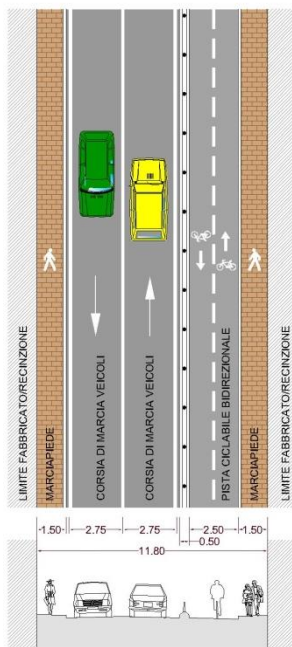 LIMITE FABBRICATO/RECINZIONE
MARCIAPIEDE
CORSIA DI MARCIA VEICOLI
CORSIA DI MARCIA VEICOLI
PISTA CICLABILE BIDIREZIONALE
MARCIAPIEDE
LIMITE FABBRICATO/RECINZIONE
1.50 2.75 2.75 2.50 1.50
0.50
11.80